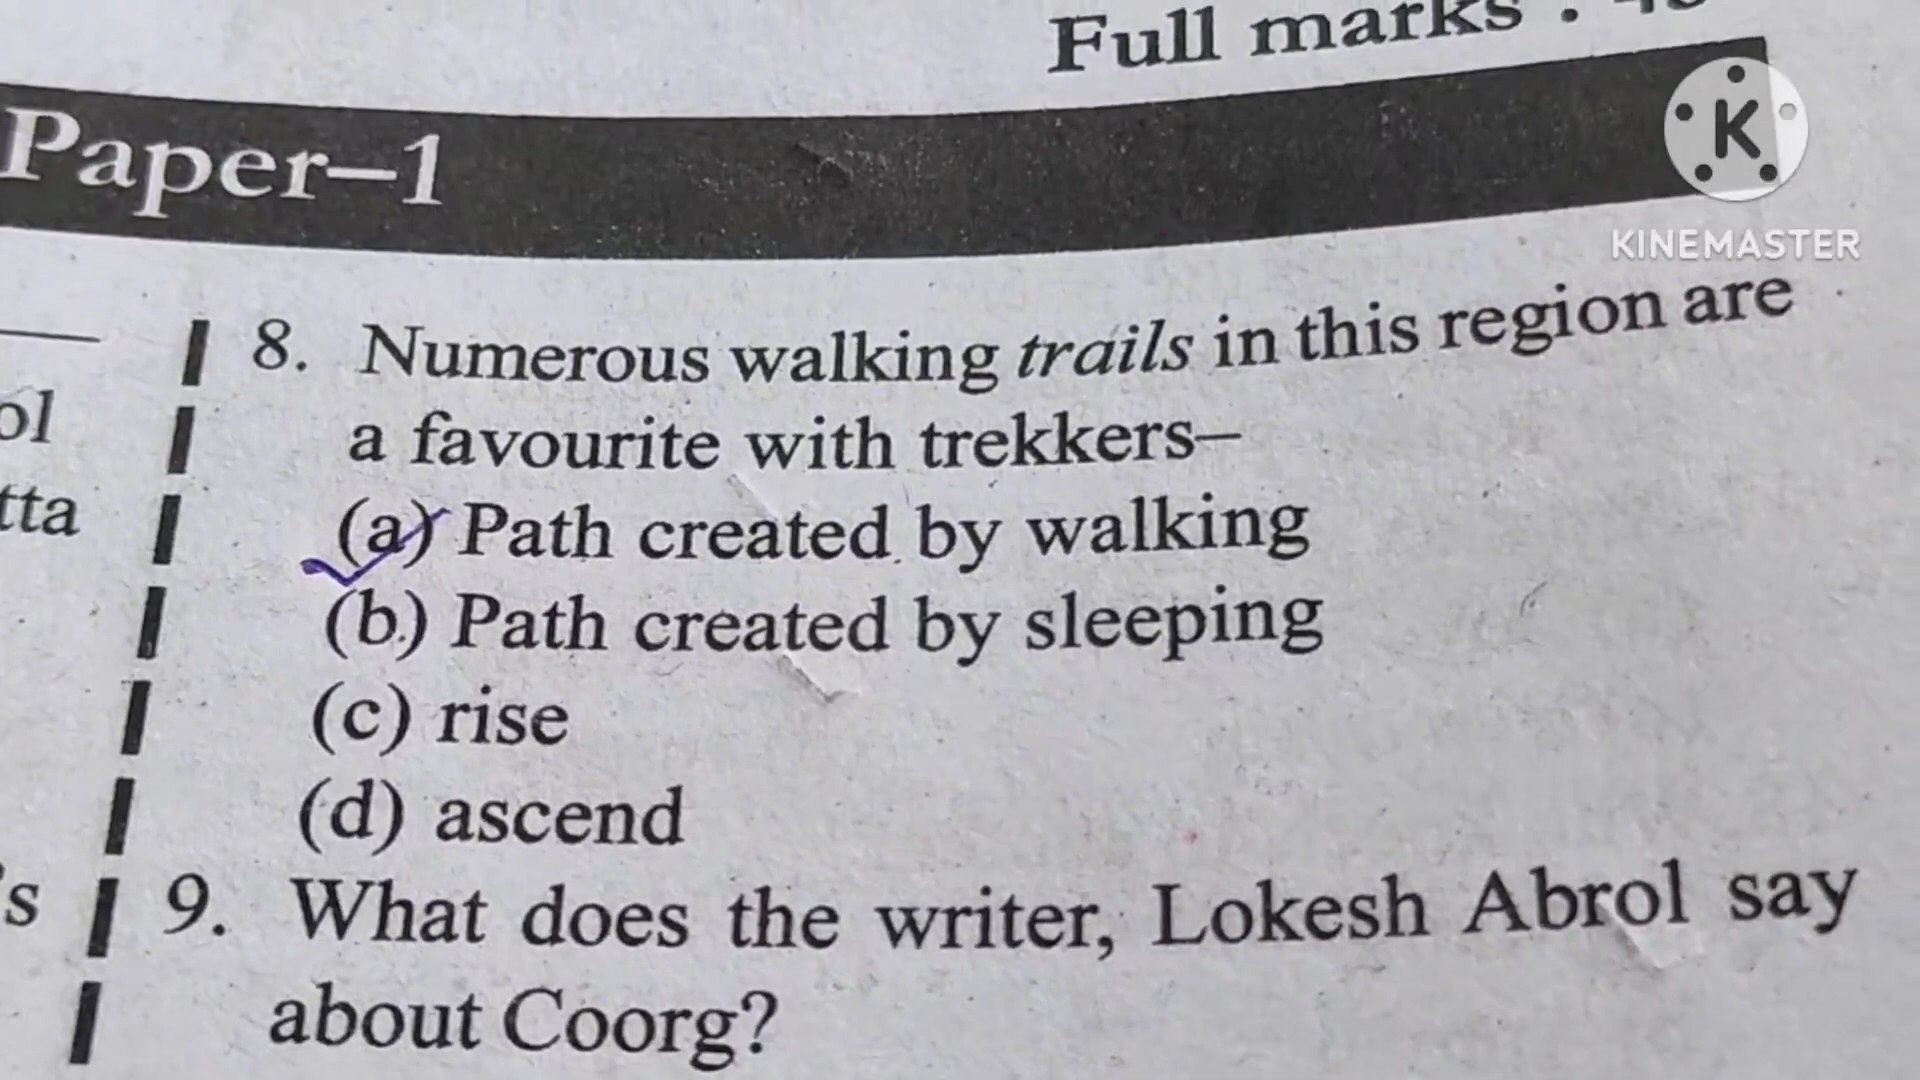 Full marks :
Paper–1
K
KINEMASTER
8. Numerous walking trails in this region are
a favourite with trekkers–
(a) Path created by walking
(b) Path created by sleeping
(c) rise
(d) ascend
9. What does the writer, Lokesh Abrol say
about Coorg?
ol
tta
's